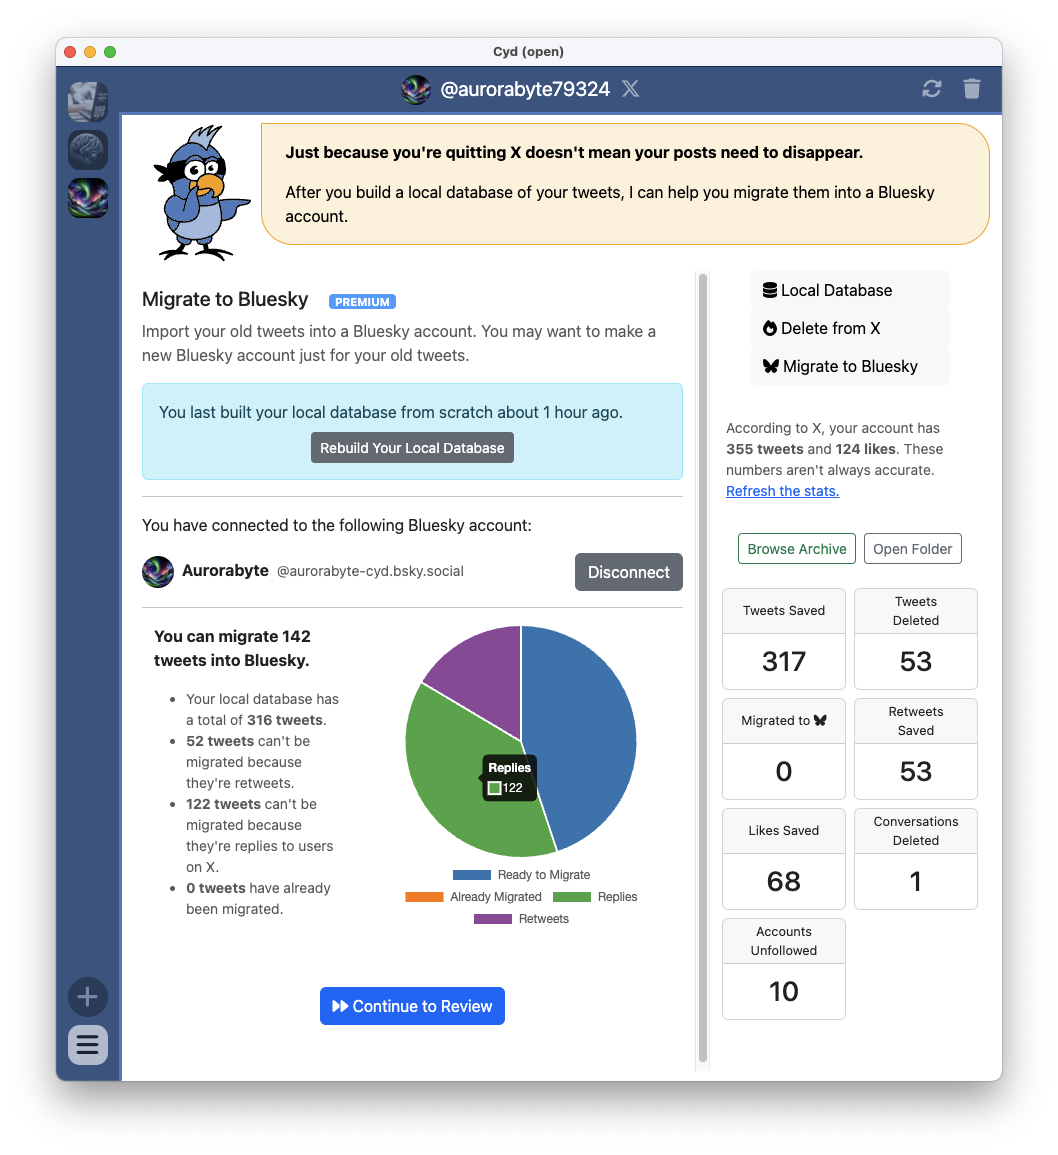 Cyd (open)
@aurorabyte79324 X
Just because you're quitting X doesn't mean your posts need to disappear.
After you build a local database of your tweets, I can help you migrate them into a Bluesky
account.
Migrate to Bluesky PREMIUM
Import your old tweets into a Bluesky account. You may want to make a
new Bluesky account just for your old tweets.
You last built your local database from scratch about 1 hour ago.
Rebuild Your Local Database
You have connected to the following Bluesky account:
Aurorabyte @aurorabyte-cyd.bsky.social
Disconnect
You can migrate 142
tweets into Bluesky.
• Your local database has
a total of 316 tweets.
• 52 tweets can't be
migrated because
they're retweets.
• 122 tweets can't be
migrated because
they're replies to users
on X.
• 0 tweets have already
been migrated.
Replies
122
Ready to Migrate
Already Migrated Replies
Retweets
Continue to Review
Local Database
Delete from X
Migrate to Bluesky
According to X, your account has
355 tweets and 124 likes. These
numbers aren't always accurate.
Refresh the stats.
Browse Archive Open Folder
Tweets Saved
317
Tweets
Deleted
53
Migrated to
0
Retweets
Saved
53
Likes Saved
68
Conversations
Deleted
1
Accounts
Unfollowed
10